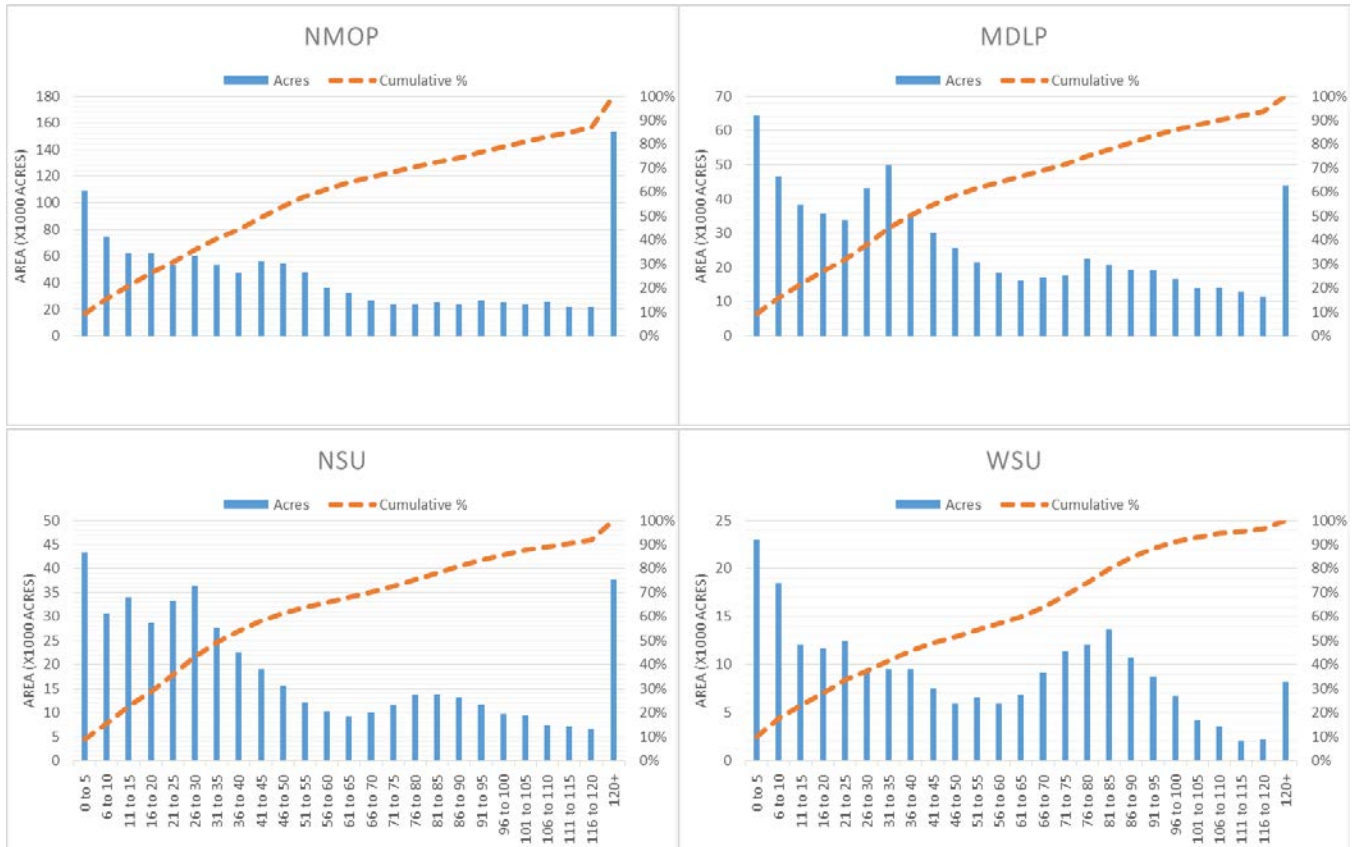 NMOP
Acres Cumulative %
AREA (X1000 ACRES)
180
160
140
120
100
80
60
40
20
0
100%
90%
80%
70%
60%
50%
40%
30%
20%
10%
0%
MDLP
Acres Cumulative %
AREA (X1000 ACRES)
70
60
50
40
30
20
10
0
100%
90%
80%
70%
60%
50%
40%
30%
20%
10%
0%
NSU
Acres Cumulative %
AREA (X1000 ACRES)
50
45
40
35
30
25
20
15
10
5
0
100%
90%
80%
70%
60%
50%
40%
30%
20%
10%
0%
0 to 5
6 to 10
11 to 15
16 to 20
21 to 25
26 to 30
31 to 35
36 to 40
41 to 45
46 to 50
51 to 55
56 to 60
61 to 65
66 to 70
71 to 75
76 to 80
81 to 85
86 to 90
91 to 95
96 to 100
101 to 105
106 to 110
111 to 115
116 to 120
120+
WSU
Acres Cumulative %
AREA (X1000 ACRES)
25
20
15
10
5
0
100%
90%
80%
70%
60%
50%
40%
30%
20%
10%
0%
0 to 5
6 to 10
11 to 15
16 to 20
21 to 25
26 to 30
31 to 35
36 to 40
41 to 45
46 to 50
51 to 55
56 to 60
61 to 65
66 to 70
71 to 75
76 to 80
81 to 85
86 to 90
91 to 95
96 to 100
101 to 105
106 to 110
111 to 115
116 to 120
120+